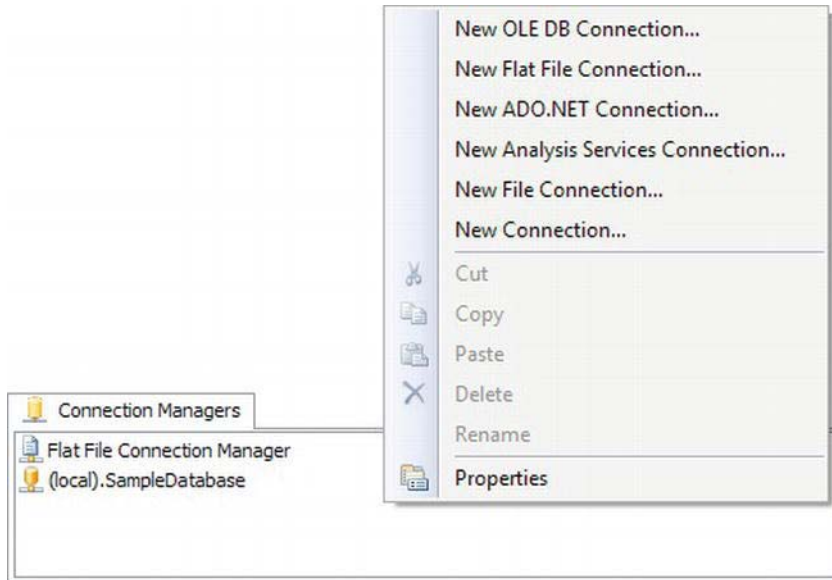 New OLE DB Connection...
New Flat File Connection...
New ADO.NET Connection...
New Analysis Services Connection...
New File Connection...
New Connection...
Cut
Copy
Paste
Delete
Rename
Properties
Connection Managers
Flat File Connection Manager
(local).SampleDatabase